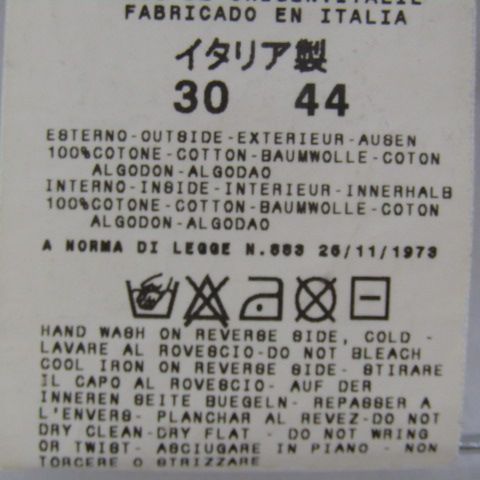 FABRICADO EN ITALIA
イタリア製
30 44
ESTERNO-OUTSIDE-EXTERIEUR-AUSEN
100%COTONE-COTTON-BAUMWOLLE-COTON
ALGODON-ALGODAO
INTERNO-INSIDE-INTERIEUR-INNERHALB
100%COTONE-COTTON-BAUMWOLLE-COTON
ALGODON-ALGODAO
A NORMA DI LEGGE N.883 26/11/1973
HAND WASH ON REVERSE SIDE, COLD -
LAVARE AL ROVESCIO-DO NOT BLEACH
COOL IRON ON REVERSE SIDE- STIRARE
IL CAPO AL ROVESCIO- AUF DER
INNEREN SEITE BUEGELN- REPASSER A
L'ENVERS- PLANCHAR AL REVEZ-DO NOT
DRY CLEAN-DRY FLAT - DO NOT WRING
OR TWIST- ASCIUGARE IN PIANO - NON
TORCERE O STRIZZARE